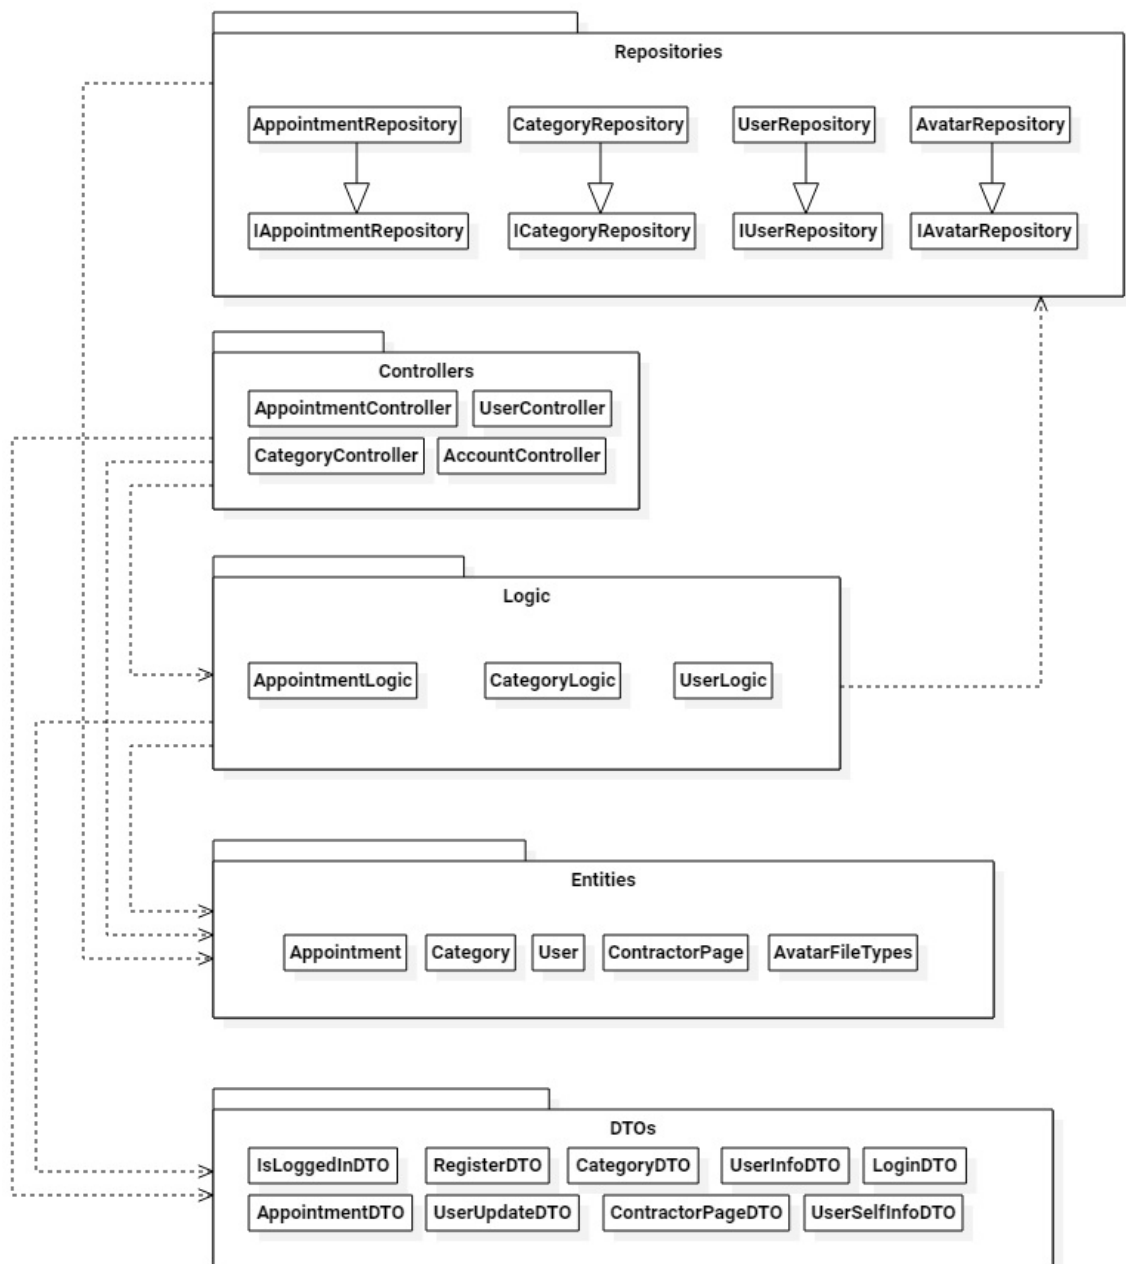 Repositories
AppointmentRepository CategoryRepository UserRepository AvatarRepository
IAppointmentRepository ICategoryRepository IUserRepository IAvatarRepository
Controllers
AppointmentController UserController
CategoryController AccountController
Logic
AppointmentLogic CategoryLogic UserLogic
Entities
Appointment Category User ContractorPage AvatarFileTypes
DTOs
IsLoggedInDTO RegisterDTO CategoryDTO UserInfoDTO LoginDTO
AppointmentDTO UserUpdateDTO ContractorPageDTO UserSelfInfoDTO